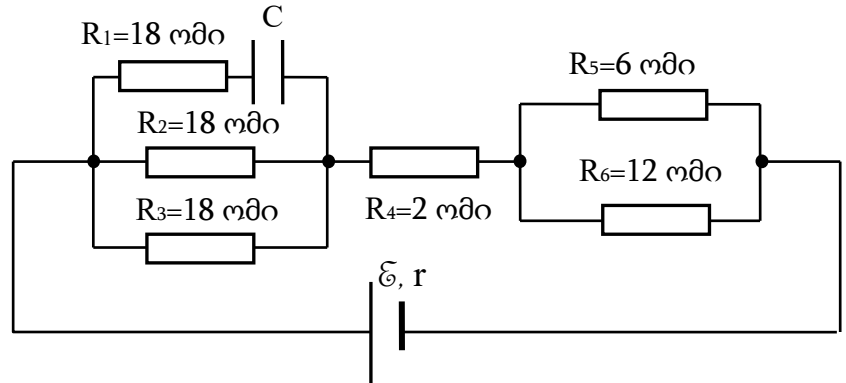 C
R₁=18 ომი
R₅=6 ომი
R₂=18 ომი
R₆=12 ომი
R₃=18 ომი
R₄=2 ომი
ℰ, r